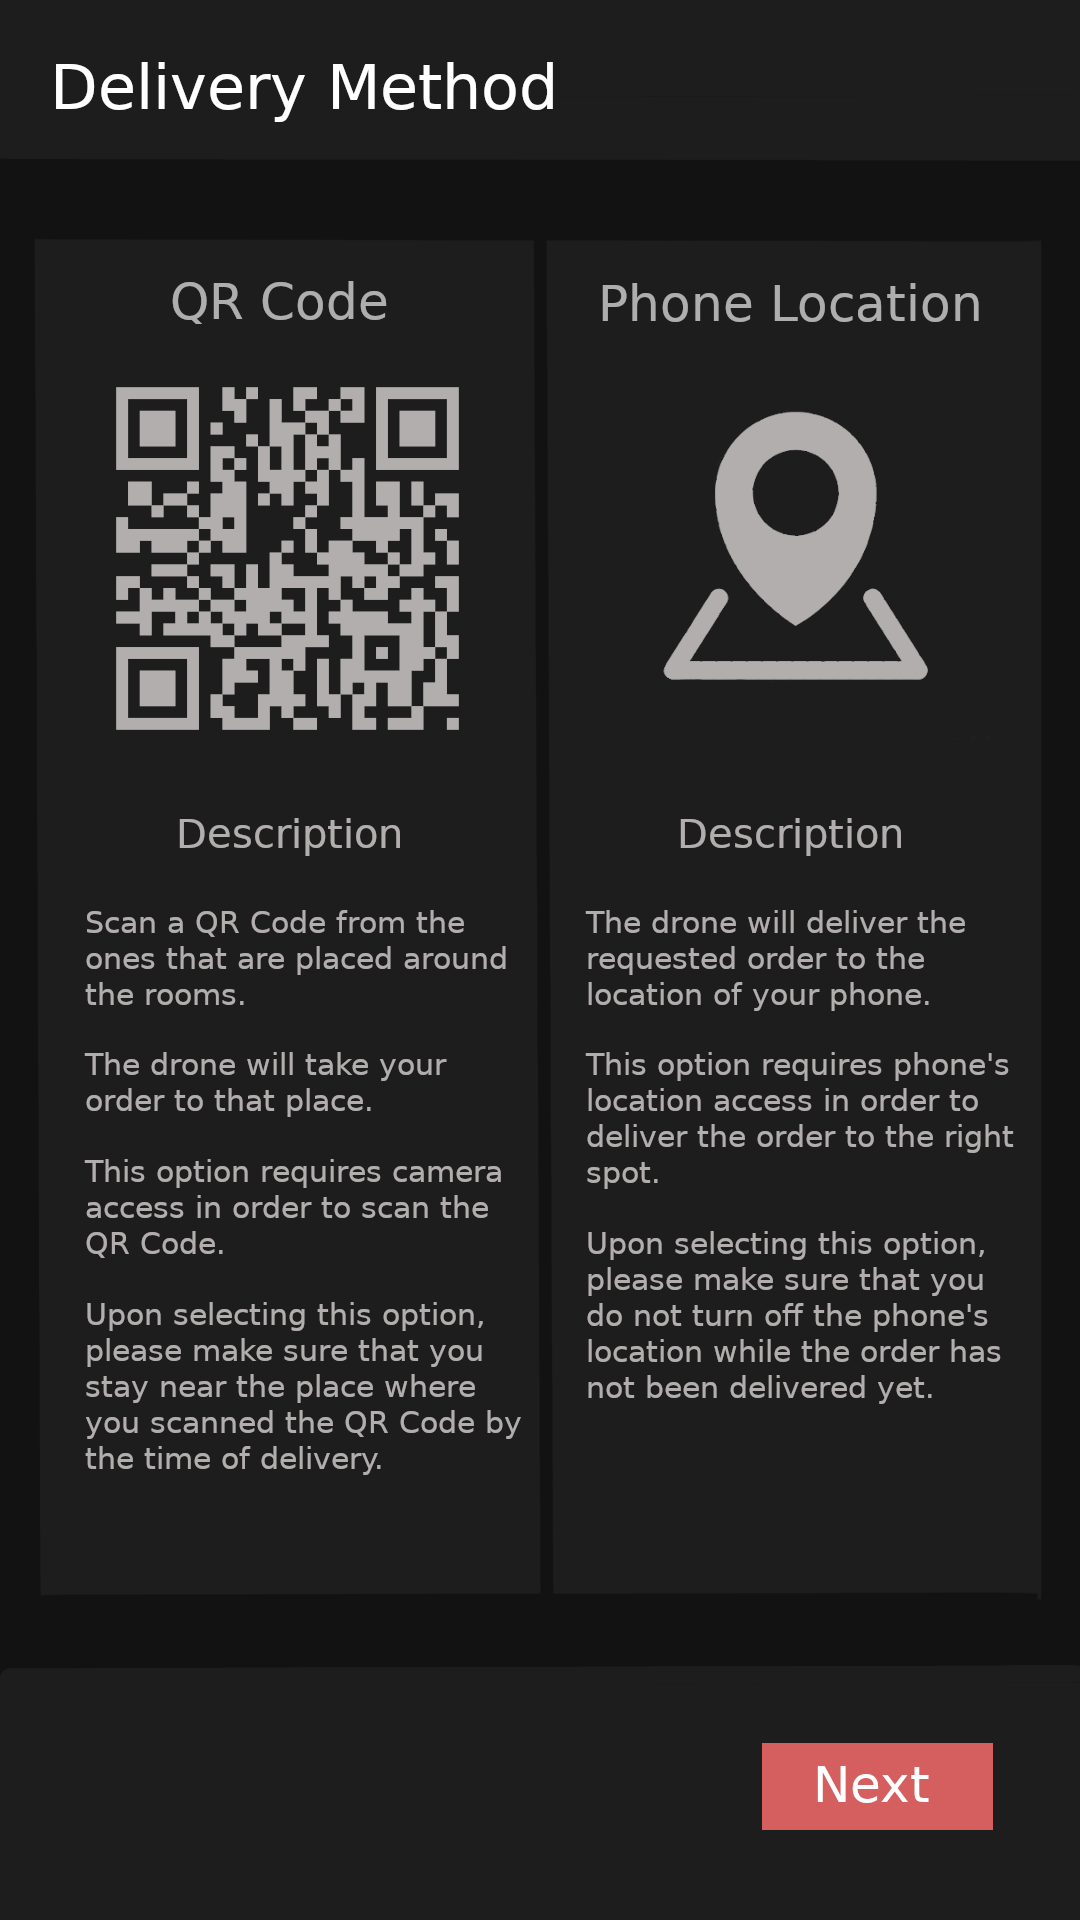 Delivery Method
QR Code
Description
Scan a QR Code from the
ones that are placed around
the rooms.
The drone will take your
order to that place.
This option requires camera
access in order to scan the
QR Code.
Upon selecting this option,
please make sure that you
stay near the place where
you scanned the QR Code by
the time of delivery.
Phone Location
Description
The drone will deliver the
requested order to the
location of your phone.
This option requires phone's
location access in order to
deliver the order to the right
spot.
Upon selecting this option,
please make sure that you
do not turn off the phone's
location while the order has
not been delivered yet.
Next